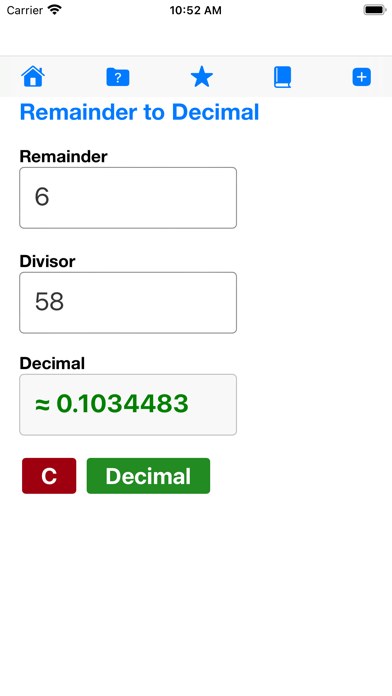 Carrier 10:52 AM
?
Remainder to Decimal
Remainder
6
Divisor
58
Decimal
≈ 0.1034483
C Decimal